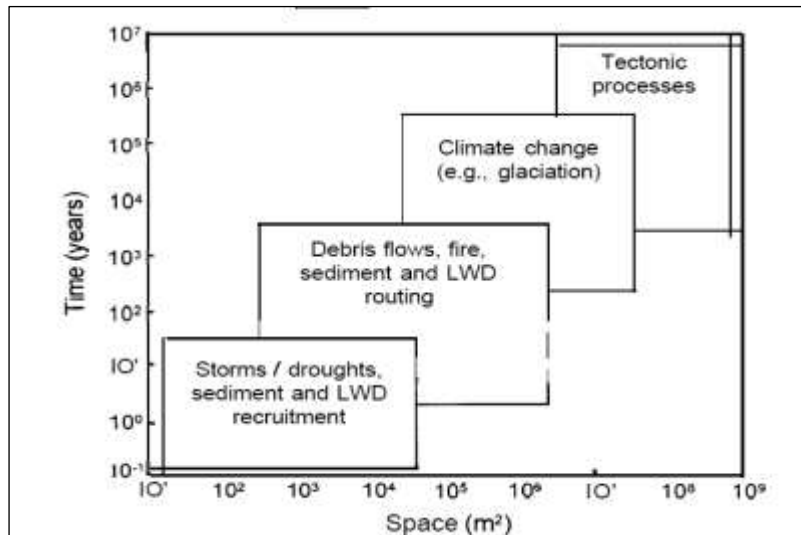 10⁷
10⁶
10⁵
10⁴
10³
10²
IO'
10⁰
10⁻¹
Time (years)
Tectonic
processes
Climate change
(e.g., glaciation)
Debris flows, fire,
sediment and LWD
routing
Storms / droughts,
sediment and LWD
recruitment
IO' 10² 10³ 10⁴ 10⁵ 10⁶ IO' 10⁸ 10⁹
Space (m²)